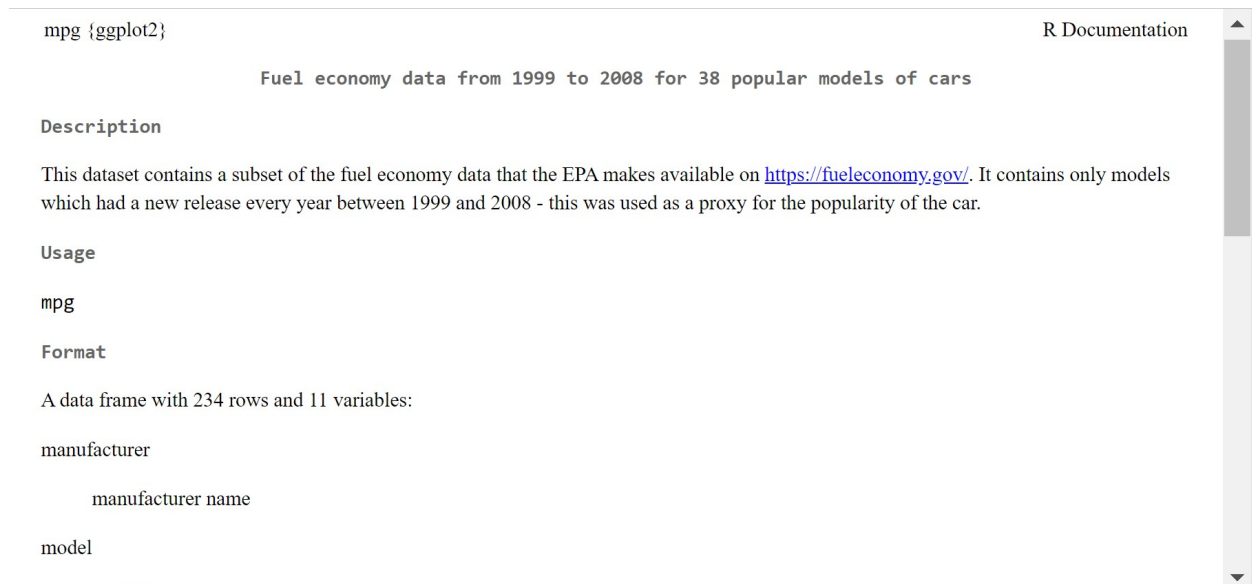 mpg {ggplot2} R Documentation
Fuel economy data from 1999 to 2008 for 38 popular models of cars
Description
This dataset contains a subset of the fuel economy data that the EPA makes available on https://fueleconomy.gov/. It contains only models
which had a new release every year between 1999 and 2008 - this was used as a proxy for the popularity of the car.
Usage
mpg
Format
A data frame with 234 rows and 11 variables:
manufacturer
manufacturer name
model